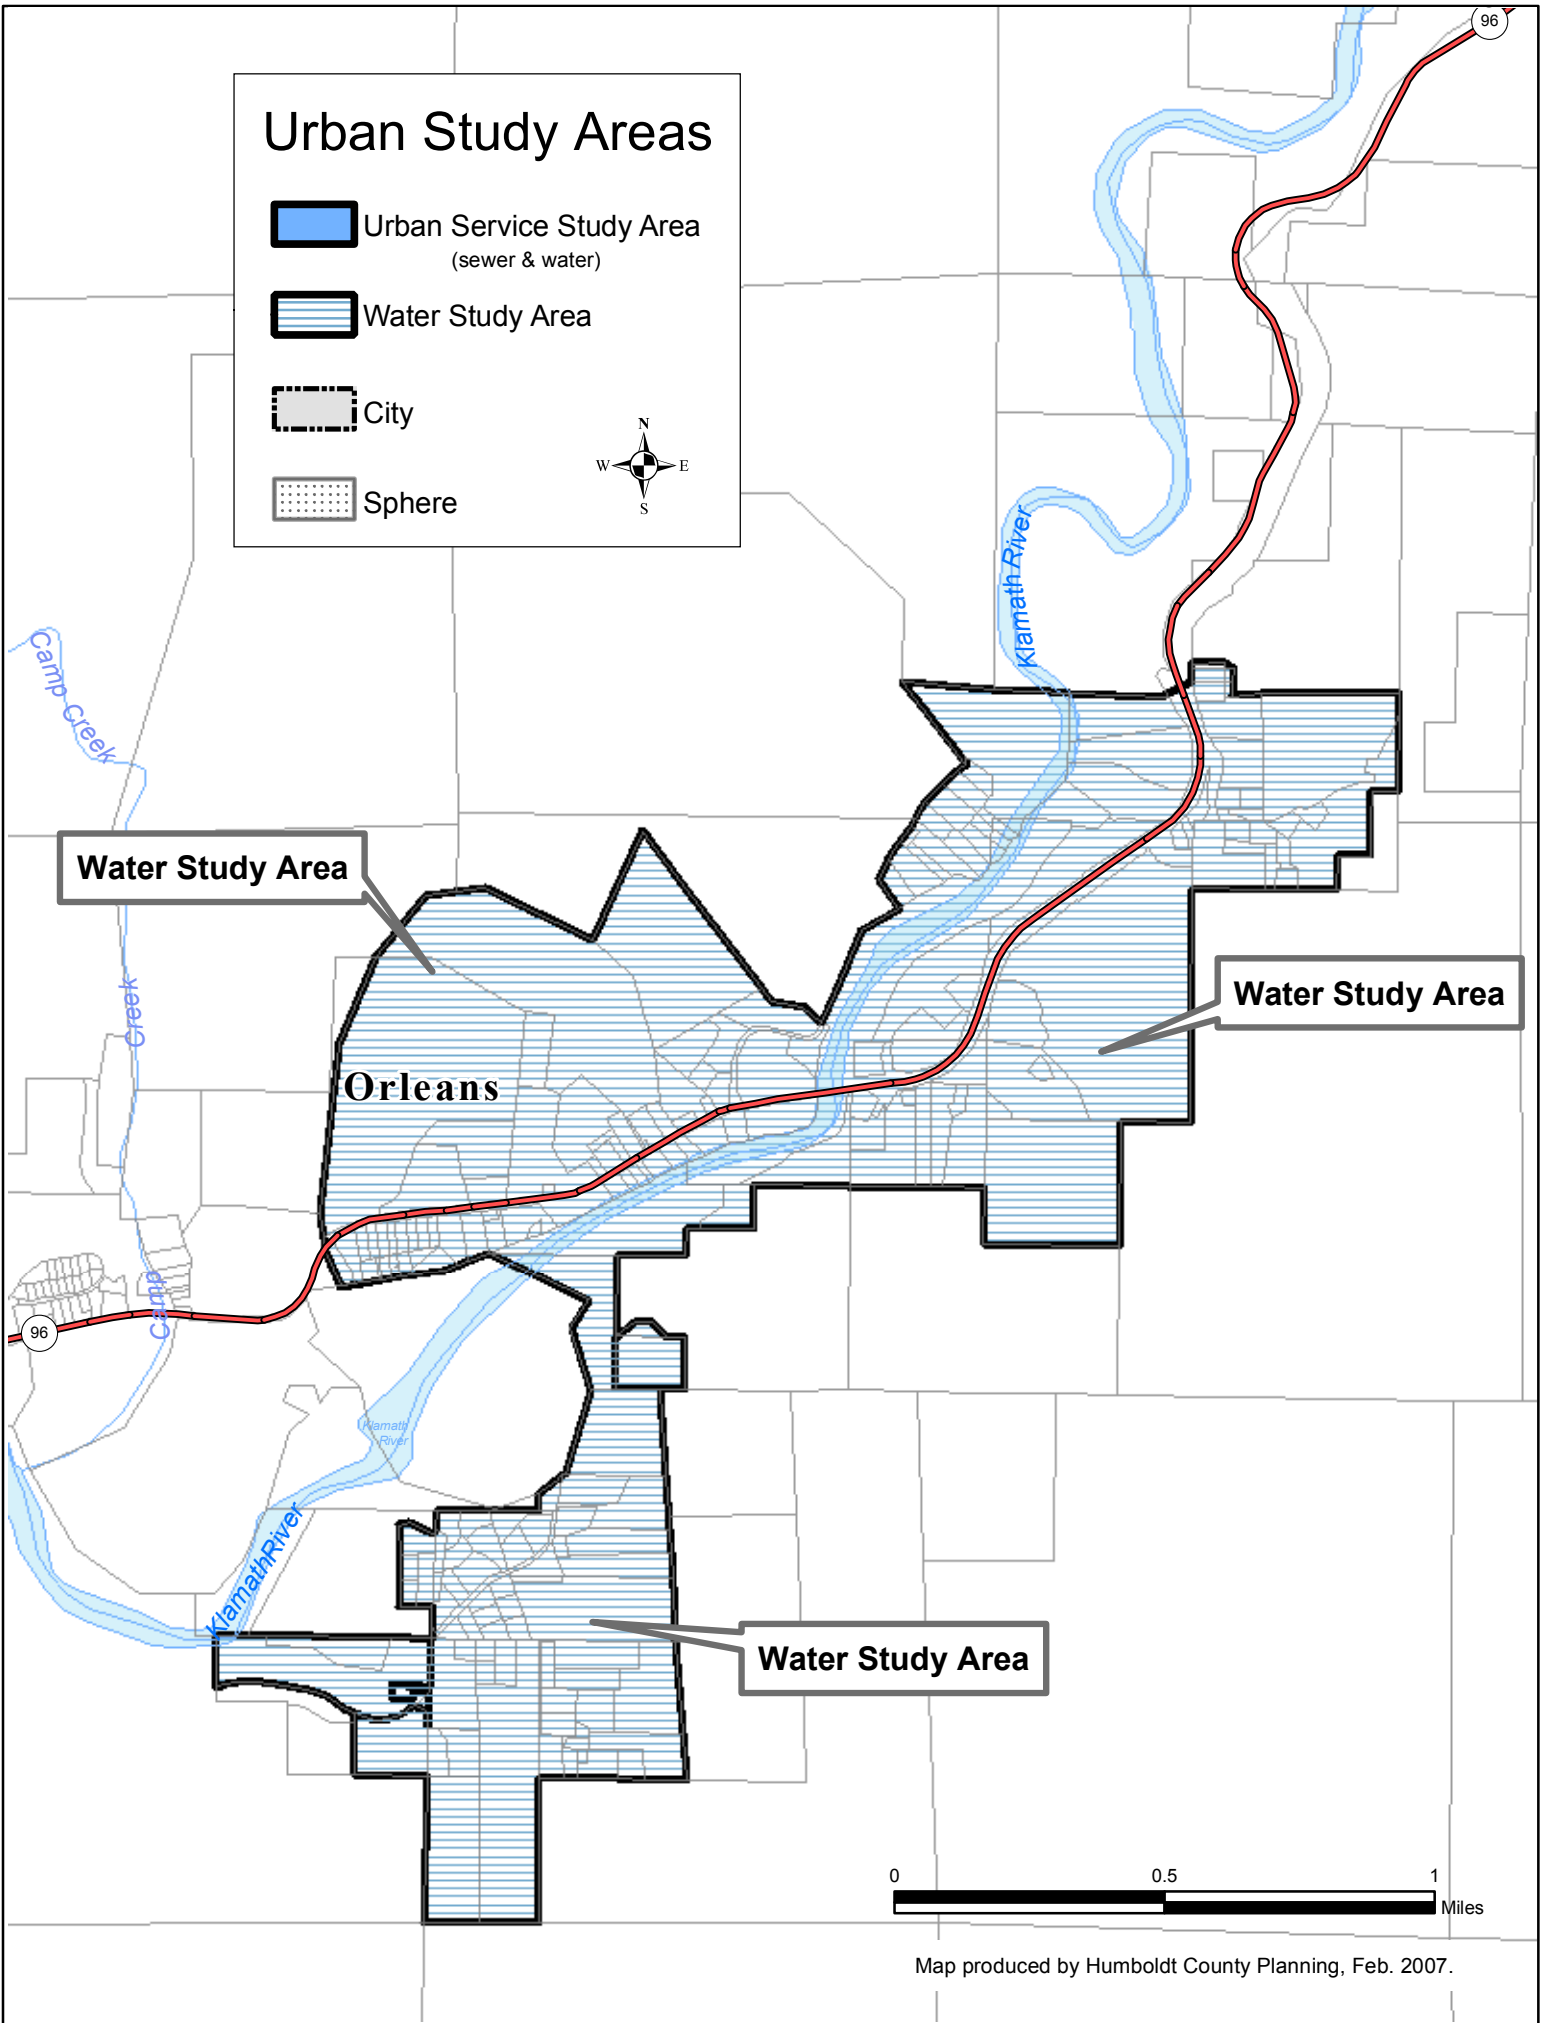 96
Urban Study Areas
Urban Service Study Area
(sewer & water)
Water Study Area
City
Sphere
N
W E
S
Klamath River
Camp Creek
Water Study Area
Creek
Water Study Area
Orleans
Camp
96
Klamath
River
KlamathRiver
Water Study Area
0 0.5 1
Miles
Map produced by Humboldt County Planning, Feb. 2007.